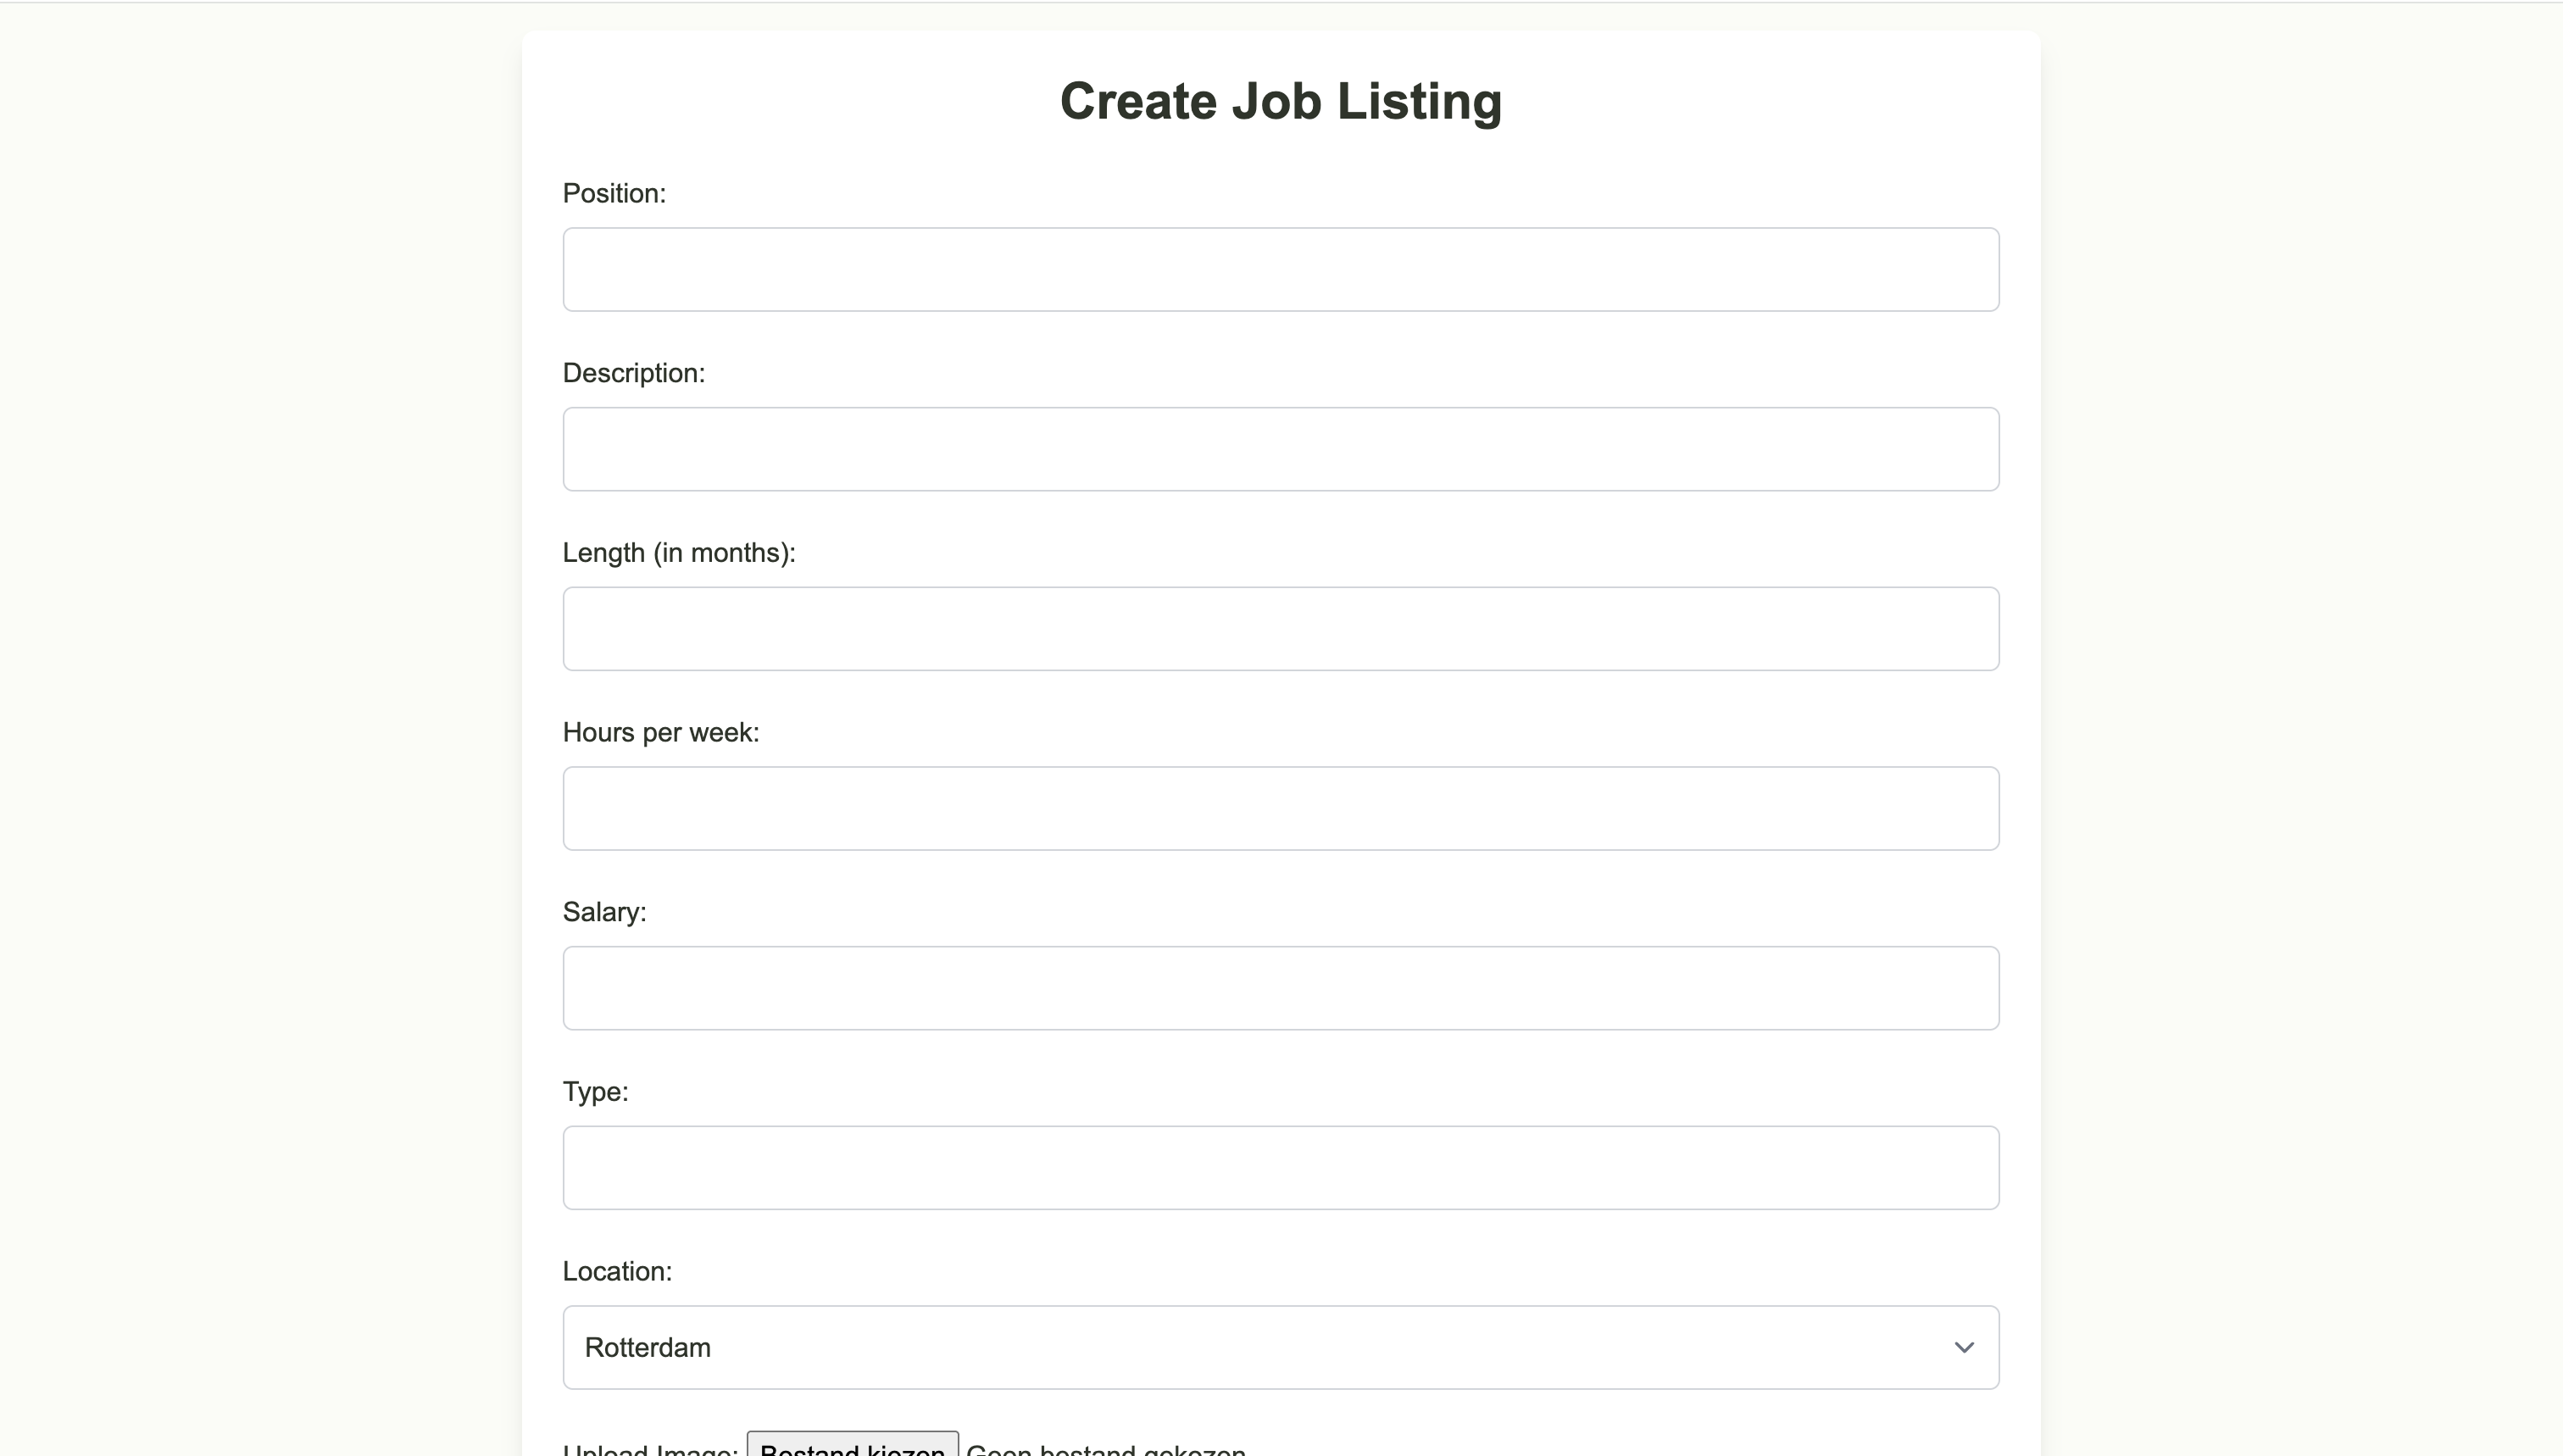 Create Job Listing
Position:
Description:
Length (in months):
Hours per week:
Salary:
Type:
Location:
Rotterdam
Upload Image: Bestand kiezen Geen bestand gekozen